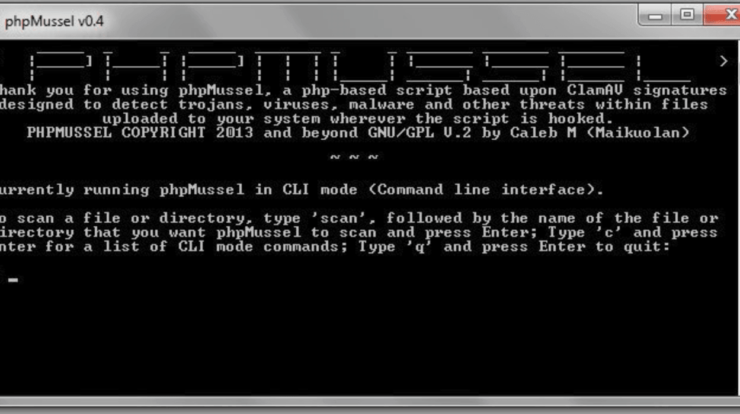 phpMussel v0.4
PHPMUSSEL >
hank you for using phpMussel, a php-based script based upon ClamAV signatures
designed to detect trojans, viruses, malware and other threats within files
uploaded to your system wherever the script is hooked.
PHPMUSSEL COPYRIGHT 2013 and beyond GNU/GPL V.2 by Caleb M (Maikuolan)
~ ~ ~
urrently running phpMussel in CLI mode (Command line interface).
o scan a file or directory, type 'scan', followed by the name of the file or
irectory that you want phpMussel to scan and press Enter; Type 'c' and press
nter for a list of CLI mode commands; Type 'q' and press Enter to quit: